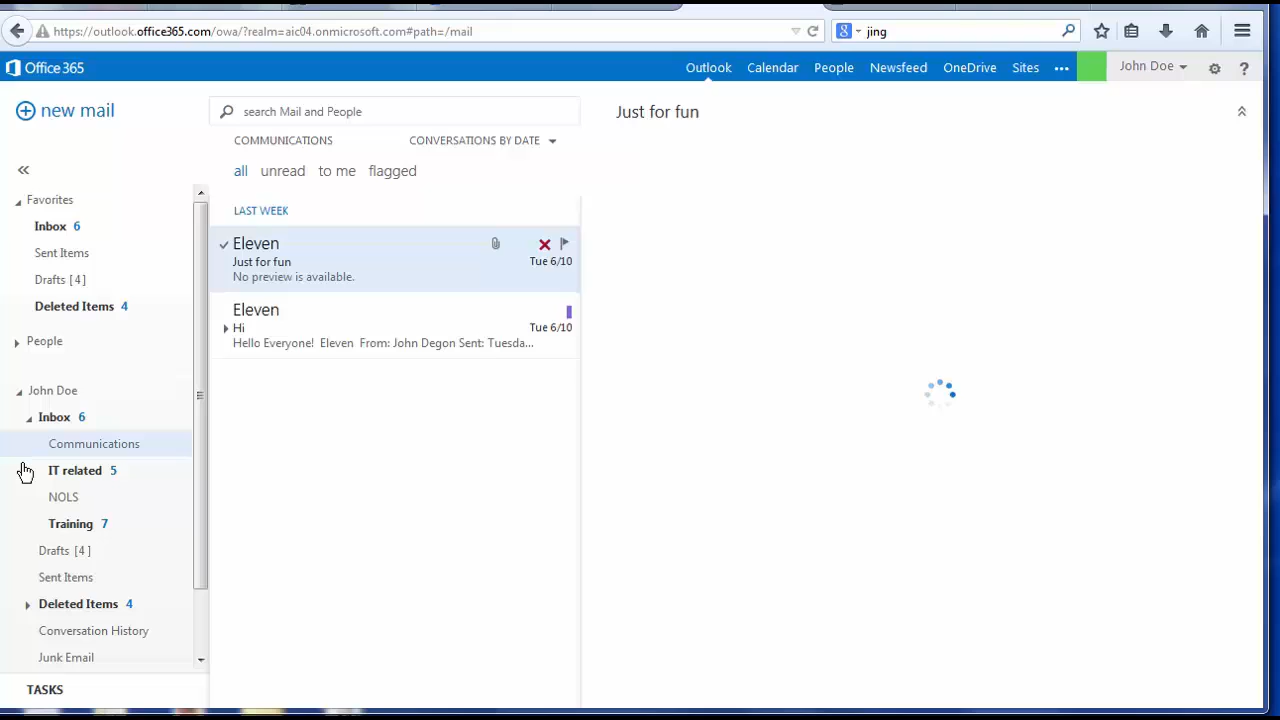 https://outlook.office365.com/owa/?realm=aic04.onmicrosoft.com#path=/mail
jing
Office 365
Outlook
Calendar
People
Newsfeed
OneDrive
Sites
John Doe
?
new mail
search Mail and People
COMMUNICATIONS
CONVERSATIONS BY DATE
all unread to me flagged
LAST WEEK
Eleven
Just for fun
Tue 6/10
No preview is available.
Eleven
Hi
Tue 6/10
Hello Everyone! Eleven From: John Degon Sent: Tuesda...
Just for fun
Favorites
Inbox 6
Sent Items
Drafts [4]
Deleted Items 4
People
John Doe
Inbox 6
Communications
IT related 5
NOLS
Training 7
Drafts [4]
Sent Items
Deleted Items 4
Conversation History
Junk Email
TASKS